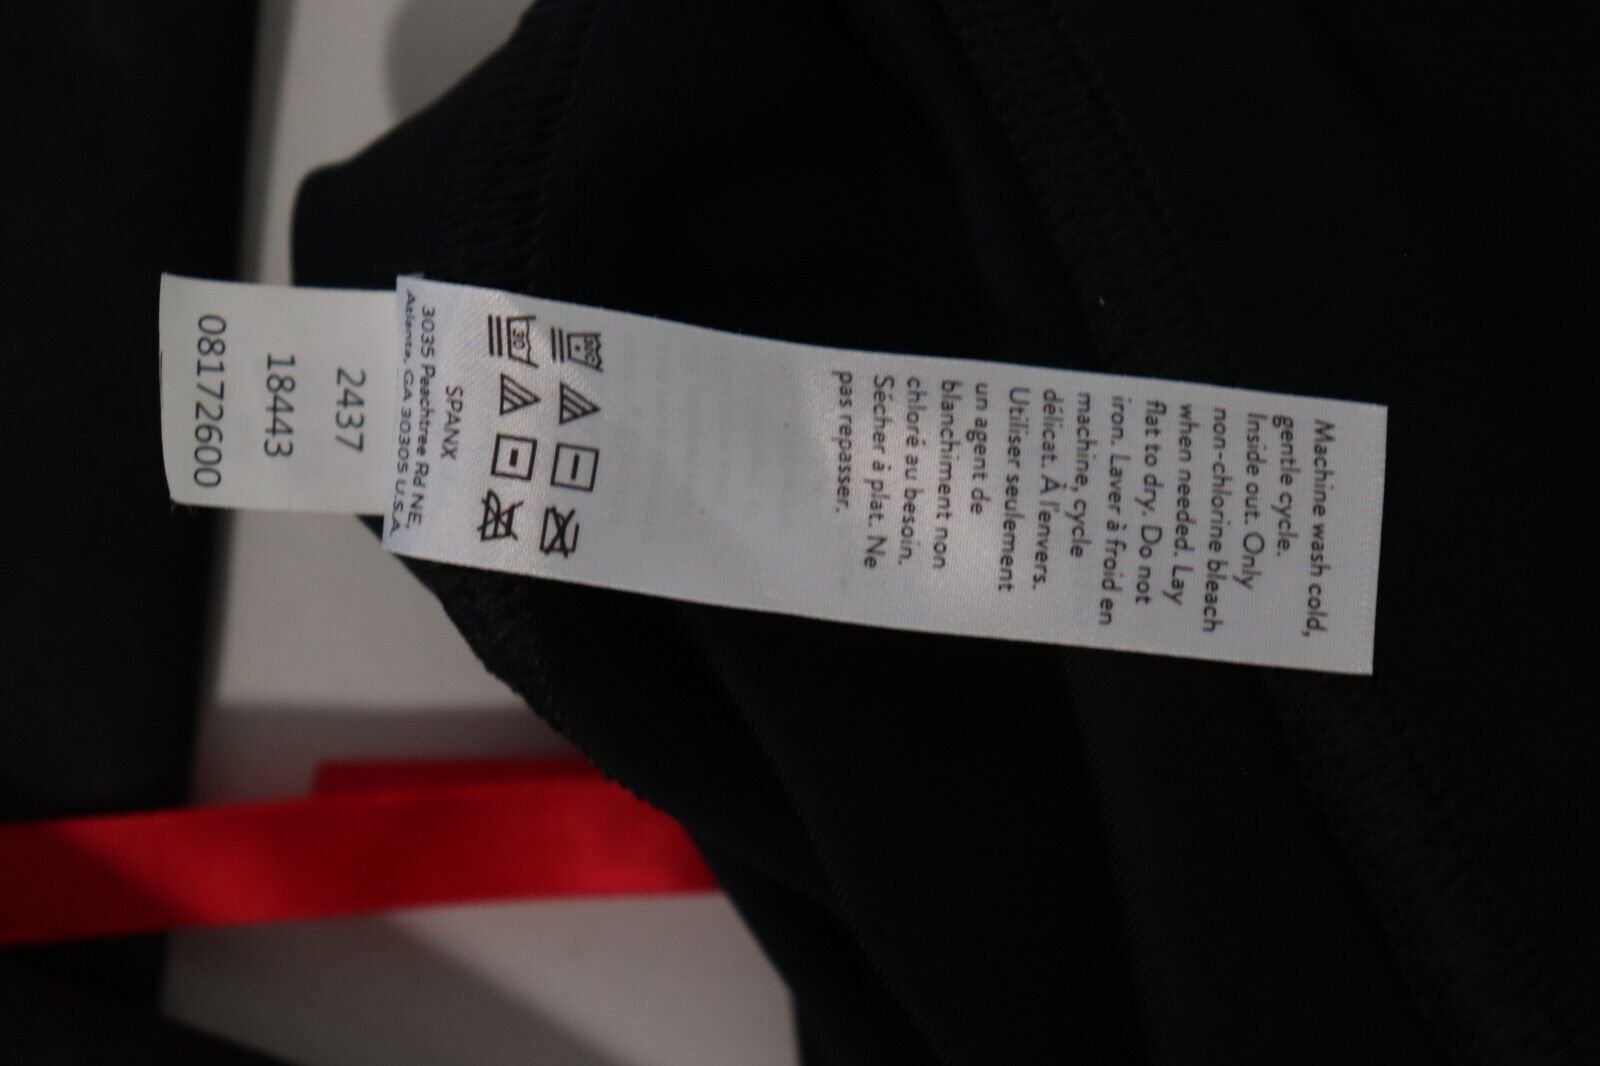 Machine wash cold,
gentle cycle.
Inside out. Only
non-chlorine bleach
when needed. Lay
flat to dry. Do not
iron. Laver à froid en
machine, cycle
délicat. À l'envers.
Utiliser seulement
un agent de
blanchiment non
chloré au besoin.
Sécher à plat. Ne
pas repasser.
30
SPANX
3035 Peachtree Rd NE,
Atlanta, GA 30305 U.S.A.
2437
18443
08172600